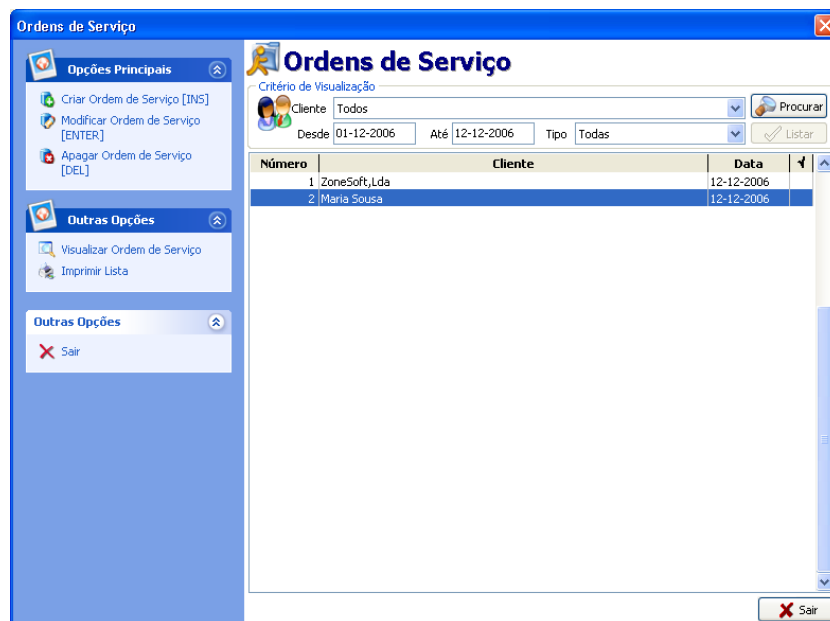 Ordens de Serviço
Opções Principais
Criar Ordem de Serviço [INS]
Modificar Ordem de Serviço
[ENTER]
Apagar Ordem de Serviço
[DEL]
Outras Opções
Visualizar Ordem de Serviço
Imprimir Lista
Outras Opções
Sair
Ordens de Serviço
Critério de Visualização
Cliente Todos Procurar
Desde 01-12-2006 Até 12-12-2006 Tipo Todas Listar
Número Cliente Data
1 ZoneSoft,Lda 12-12-2006
2 Maria Sousa 12-12-2006
Sair